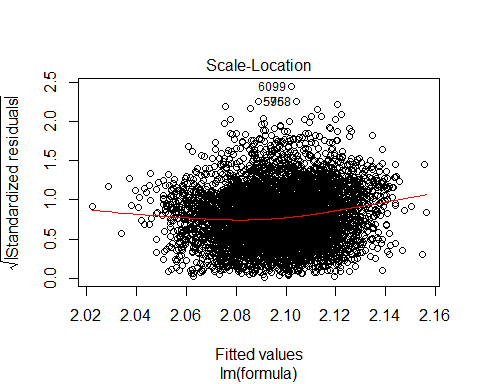 Scale-Location
√|Standardized residuals|
2.5
2.0
1.5
1.0
0.5
0.0
6099
2.02 2.04 2.06 2.08 2.10 2.12 2.14 2.16
Fitted values
lm(formula)